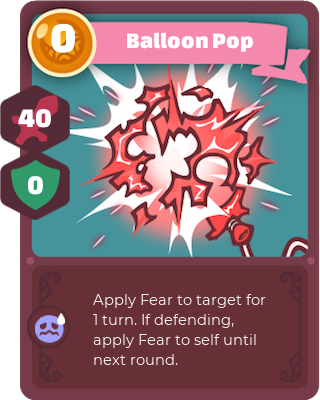 0
Balloon Pop
40
0
Apply Fear to target for
1 turn. If defending,
apply Fear to self until
next round.